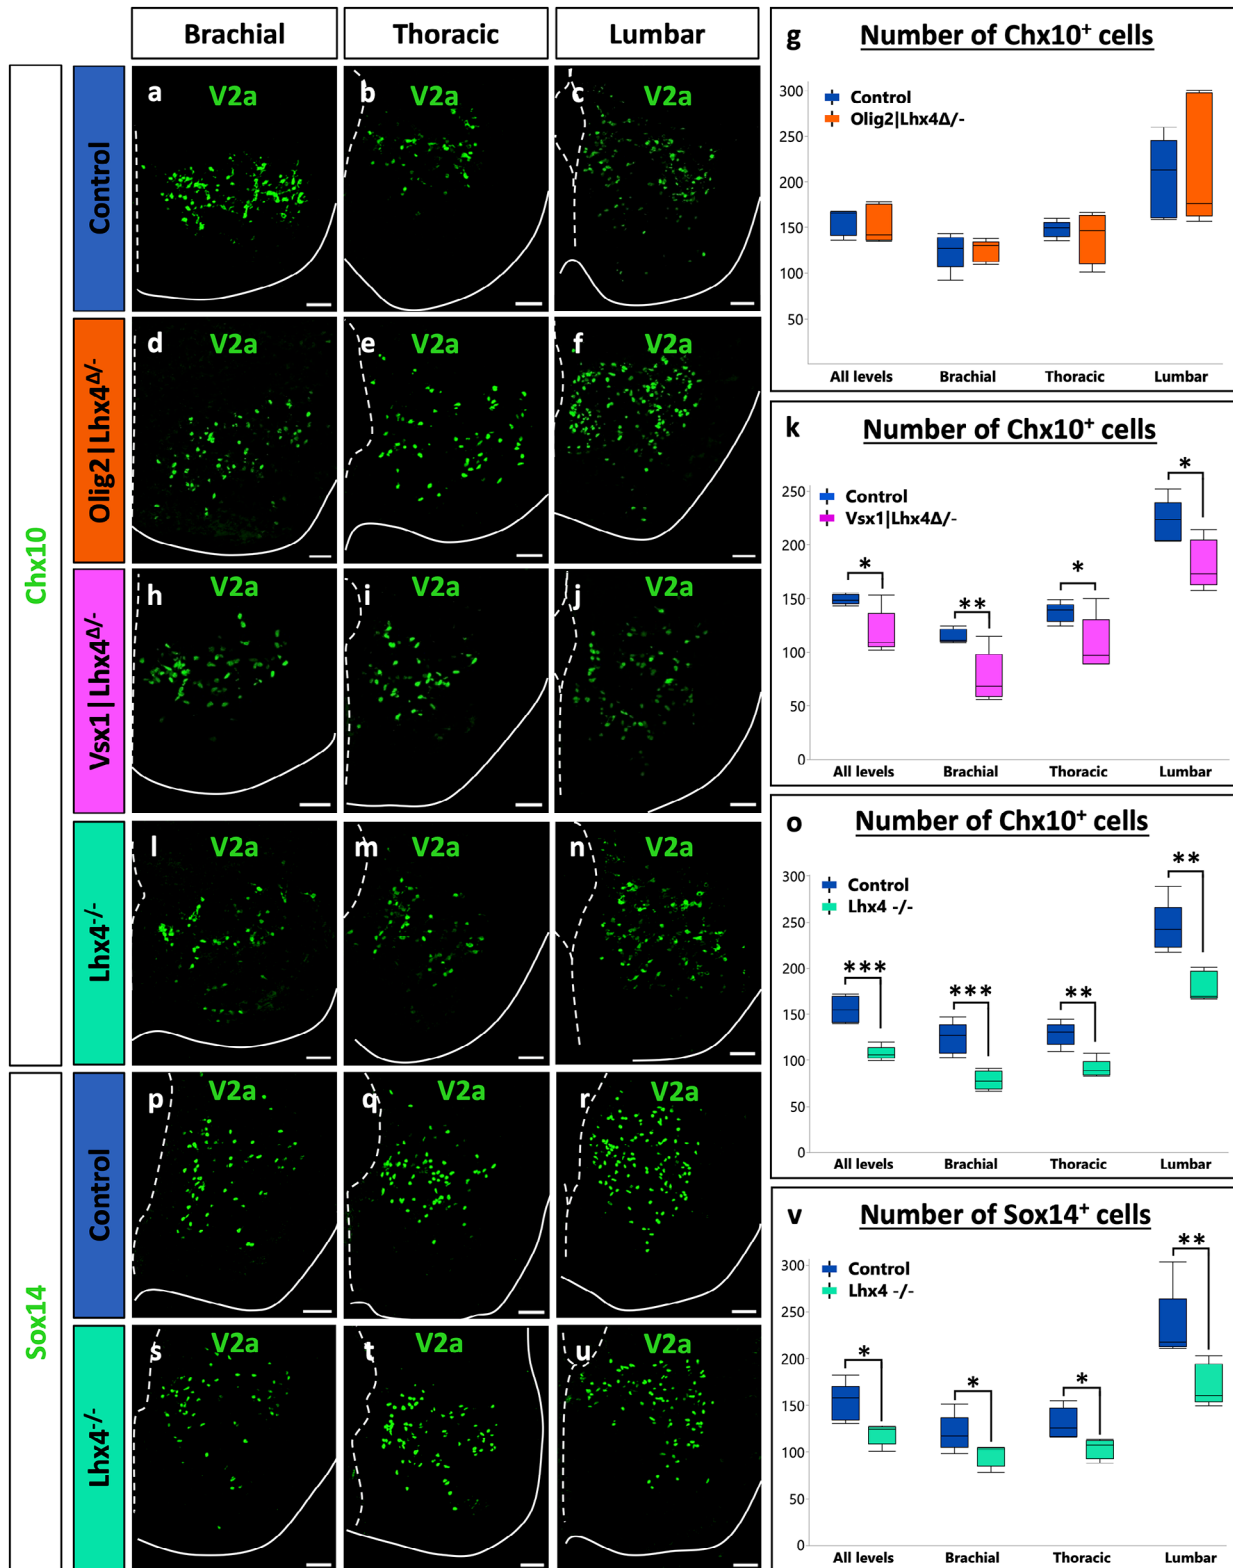 Brachial
Thoracic
Lumbar
Chx10
Control
a
V2a
b
V2a
c
V2a
Olig2|Lhx4Δ/-
d
V2a
e
V2a
f
V2a
Vsx1|Lhx4Δ/-
h
V2a
i
V2a
j
V2a
Lhx4-/-
l
V2a
m
V2a
n
V2a
Sox14
Control
p
V2a
q
V2a
r
V2a
Lhx4-/-
s
V2a
t
V2a
u
V2a
g Number of Chx10+ cells
300
250
200
150
100
50
Control
Olig2|Lhx4Δ/-
All levels Brachial Thoracic Lumbar
k Number of Chx10+ cells
250
200
150
100
50
0
Control
Vsx1|Lhx4Δ/-
*
**
*
*
All levels Brachial Thoracic Lumbar
o Number of Chx10+ cells
300
250
200
150
100
50
0
Control
Lhx4 -/-
***
***
**
**
All levels Brachial Thoracic Lumbar
v Number of Sox14+ cells
300
250
200
150
100
50
0
Control
Lhx4 -/-
*
*
*
**
All levels Brachial Thoracic Lumbar